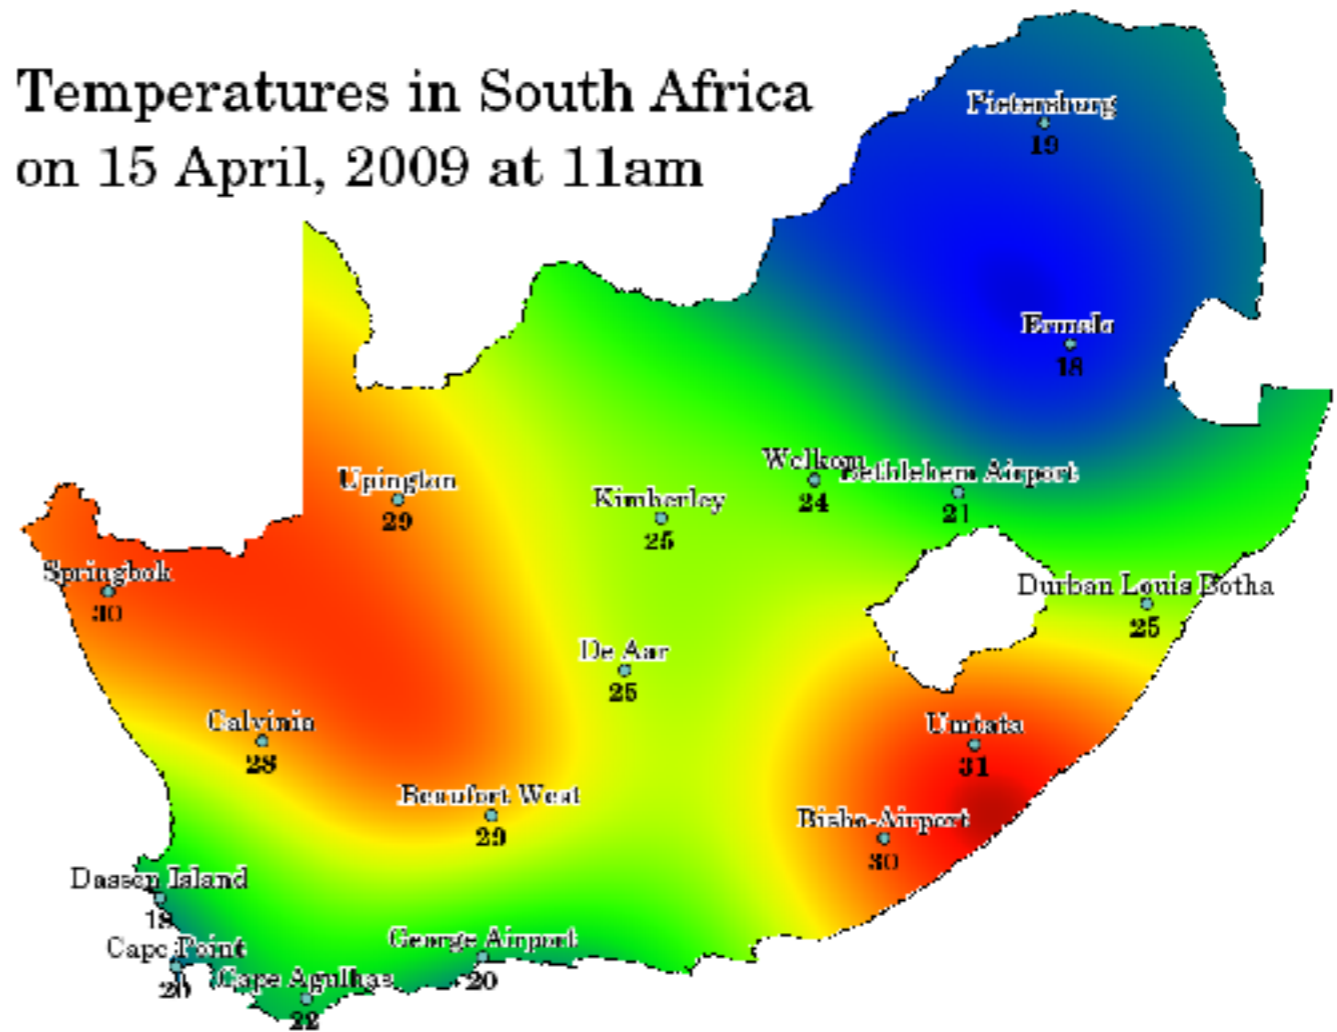 Temperatures in South Africa
on 15 April, 2009 at 11am
Pietersburg
19
Ermelo
18
Upington
29
Kimberley
25
Welkom
24
Bethlehem Airport
21
Springbok
30
Durban Louis Botha
25
De Aar
25
Calvinia
28
Umtata
31
Beaufort West
29
Bisho-Airport
30
Dassen Island
Cape Point
20
George Airport
20
Cape Agulhas
22